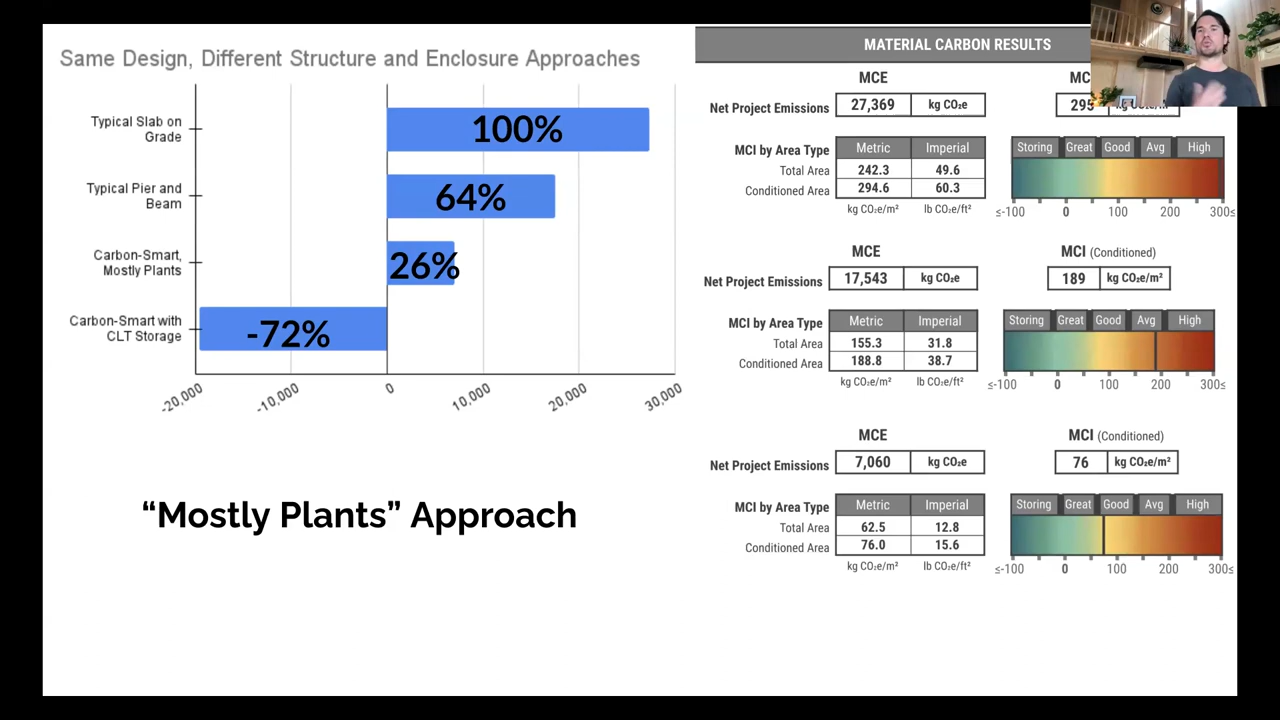 Same Design, Different Structure and Enclosure Approaches
Typical Slab on
Grade
100%
Typical Pier and
Beam
64%
Carbon-Smart,
Mostly Plants
26%
Carbon-Smart with
CLT Storage
-72%
-20,000 -10,000 0 10,000 20,000 30,000
“Mostly Plants” Approach
MATERIAL CARBON RESULTS
MCE
Net Project Emissions 27,369 kg CO₂e
295
MCI by Area Type Metric Imperial
Total Area 242.3 49.6
Conditioned Area 294.6 60.3
kg CO₂e/m² lb CO₂e/ft²
Storing Great Good Avg High
≤-100 0 100 200 300≤
MCE MCI (Conditioned)
Net Project Emissions 17,543 kg CO₂e 189 kg CO₂e/m²
MCI by Area Type Metric Imperial
Total Area 155.3 31.8
Conditioned Area 188.8 38.7
kg CO₂e/m² lb CO₂e/ft²
Storing Great Good Avg High
≤-100 0 100 200 300≤
MCE MCI (Conditioned)
Net Project Emissions 7,060 kg CO₂e 76 kg CO₂e/m²
MCI by Area Type Metric Imperial
Total Area 62.5 12.8
Conditioned Area 76.0 15.6
kg CO₂e/m² lb CO₂e/ft²
Storing Great Good Avg High
≤-100 0 100 200 300≤